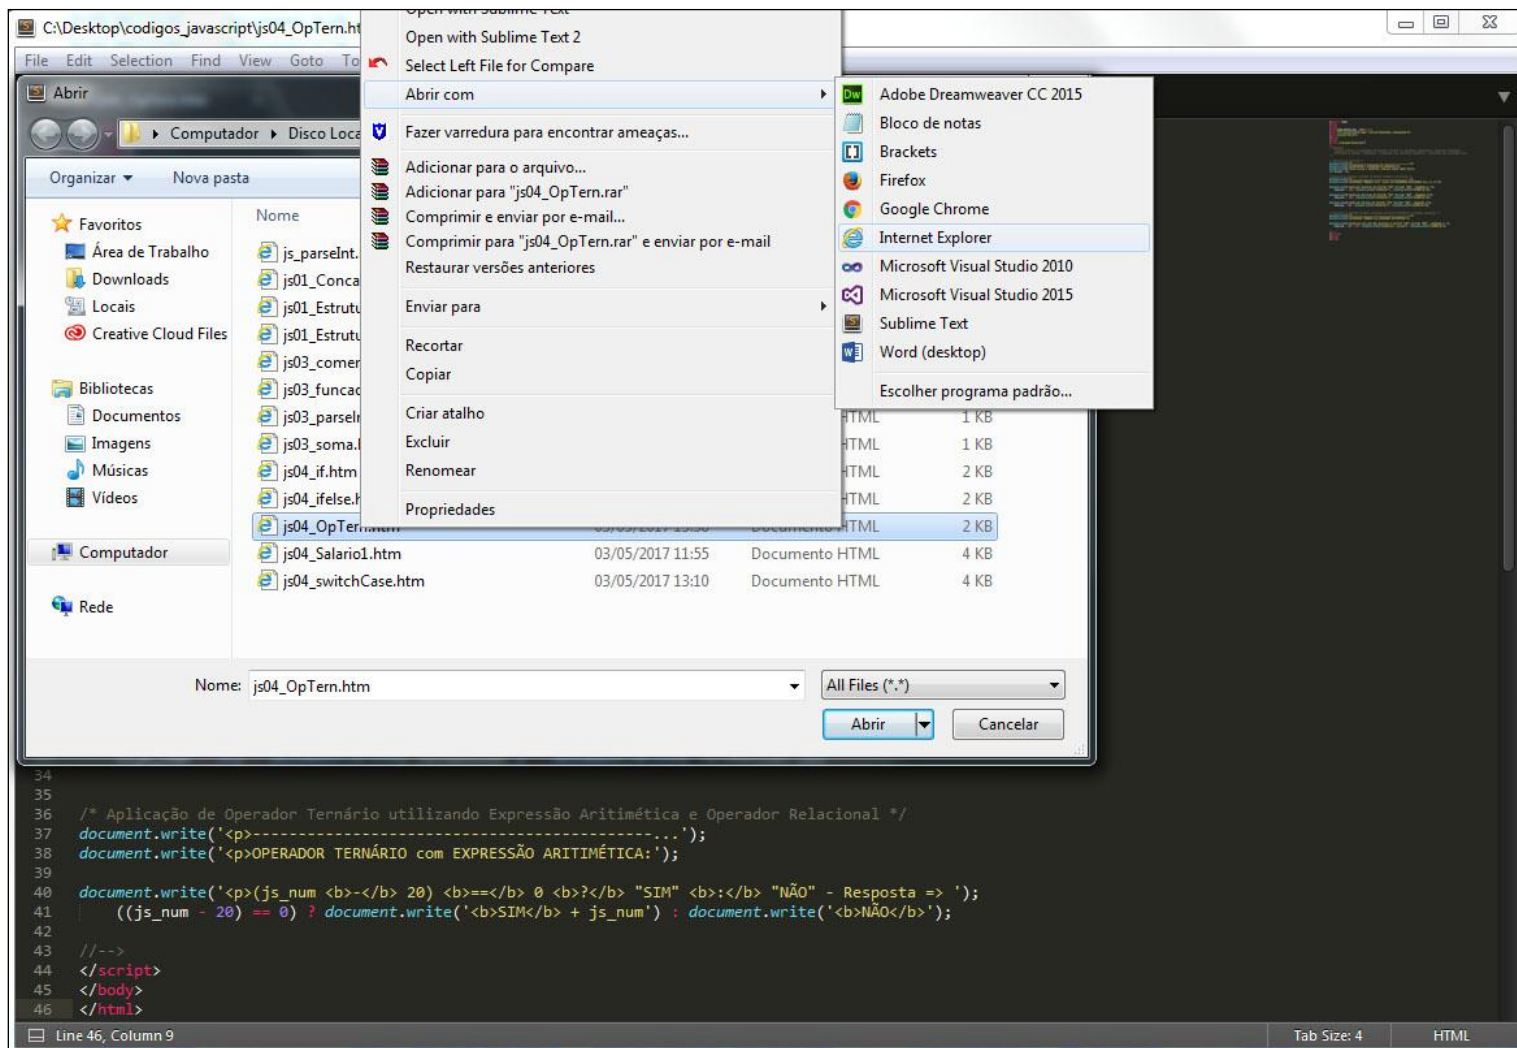 C:\Desktop\codigos_javascript\js04_OpTern.ht
File Edit Selection Find View Goto To
Open with Sublime Text
Open with Sublime Text 2
Select Left File for Compare
Abrir com
Fazer varredura para encontrar ameaças...
Adicionar para o arquivo...
Adicionar para "js04_OpTern.rar"
Comprimir e enviar por e-mail...
Comprimir para "js04_OpTern.rar" e enviar por e-mail
Restaurar versões anteriores
Enviar para
Recortar
Copiar
Criar atalho
Excluir
Renomear
Propriedades
Dw Adobe Dreamweaver CC 2015
Bloco de notas
Brackets
Firefox
Google Chrome
Internet Explorer
Microsoft Visual Studio 2010
Microsoft Visual Studio 2015
Sublime Text
Word (desktop)
Escolher programa padrão...
Abrir
Computador Disco Loca
Organizar Nova pasta
Favoritos
Área de Trabalho
Downloads
Locais
Creative Cloud Files
Bibliotecas
Documentos
Imagens
Músicas
Vídeos
Computador
Rede
Nome
js_parseInt.
js01_Conca
js01_Estrutu
js01_Estrutu
js03_comer
js03_funcao
js03_parseIr HTML 1 KB
js03_soma.l HTML 1 KB
js04_if.htm HTML 2 KB
js04_ifelse.h HTML 2 KB
js04_OpTern.htm Documento HTML 2 KB
js04_Salario1.htm 03/05/2017 11:55 Documento HTML 4 KB
js04_switchCase.htm 03/05/2017 13:10 Documento HTML 4 KB
Nome: js04_OpTern.htm All Files (*.*)
Abrir Cancelar
34
35
36 /* Aplicação de Operador Ternário utilizando Expressão Aritimética e Operador Relacional */
37 document.write('<p>--------------------------------------------...');
38 document.write('<p>OPERADOR TERNÁRIO com EXPRESSÃO ARITIMÉTICA:');
39
40 document.write('<p>(js_num <b>-</b> 20) <b>==</b> 0 <b>?</b> "SIM" <b>:</b> "NÃO" - Resposta => ');
41 ((js_num - 20) == 0) ? document.write('<b>SIM</b> + js_num') : document.write('<b>NÃO</b>');
42
43 //-->
44 </script>
45 </body>
46 </html>
Line 46, Column 9 Tab Size: 4 HTML